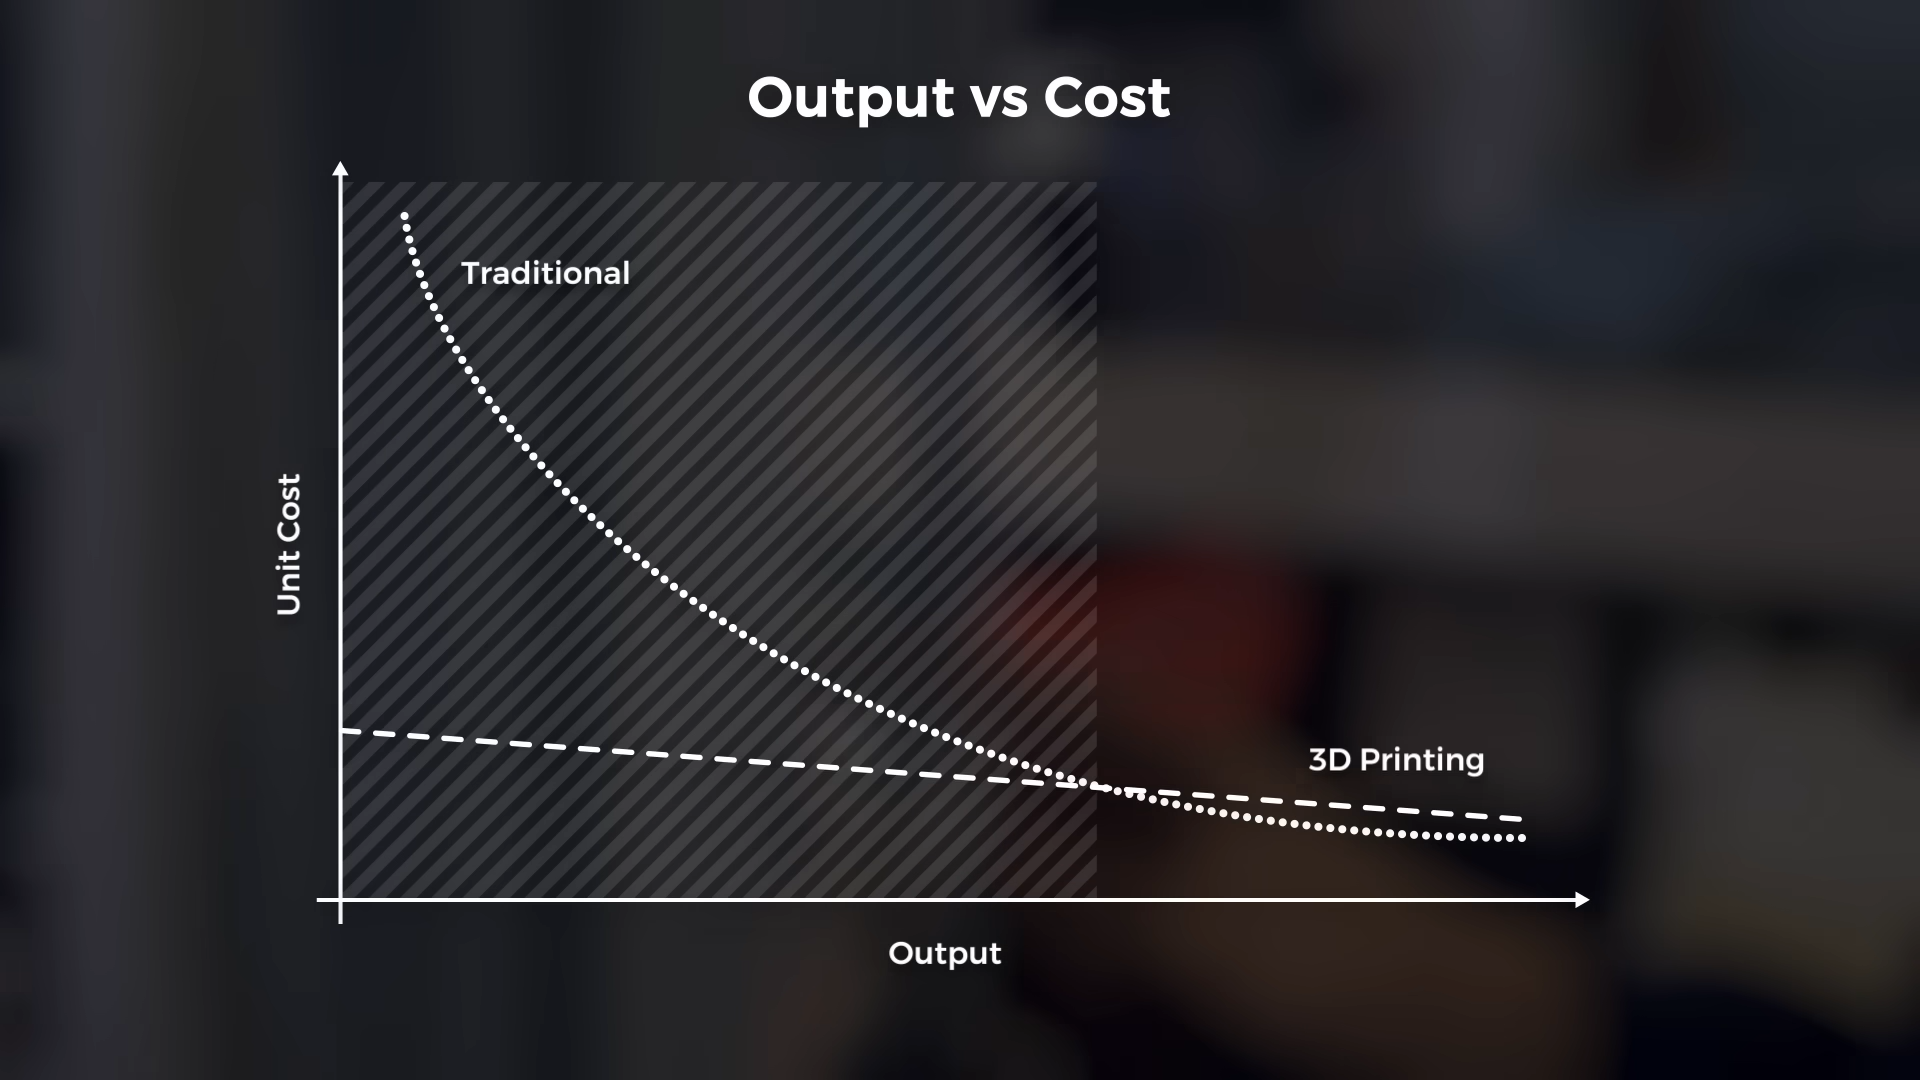 Output vs Cost
Traditional
Unit Cost
3D Printing
Output